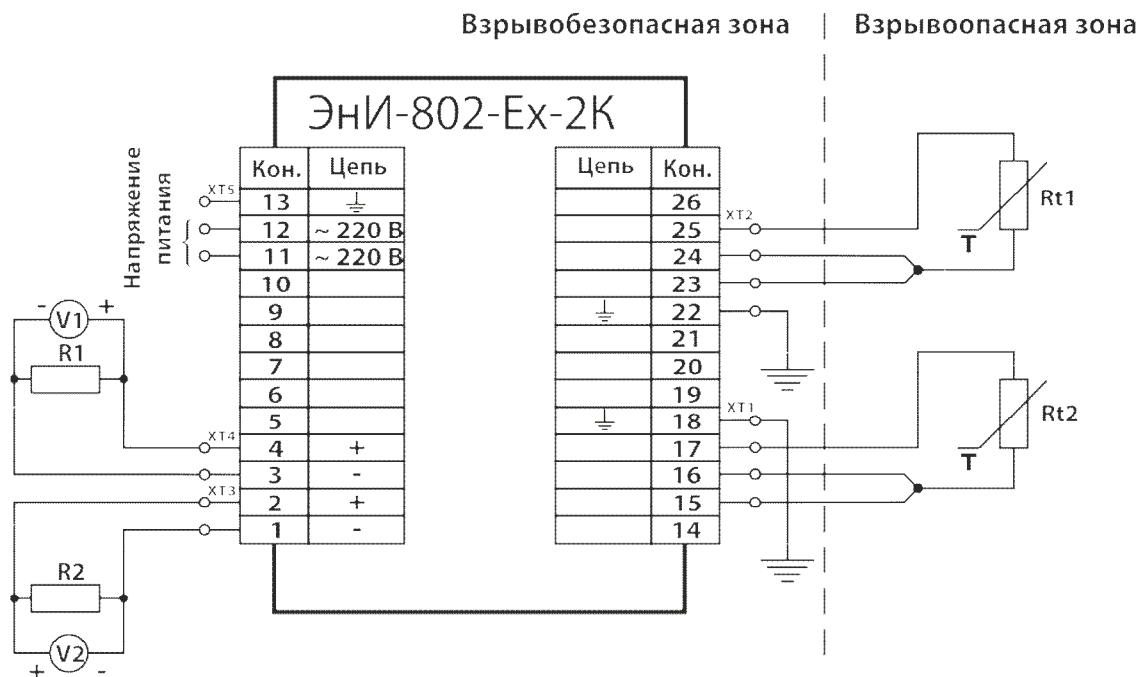 Взрывобезопасная зона
Взрывоопасная зона
ЭнИ-802-Ex-2К
Напряжение
питания
Кон. Цепь
XT5
13
12 ~ 220 В
11 ~ 220 В
10
9
8
7
6
5
XT4
4 +
3 -
XT3
2 +
1 -
- V1 +
R1
R2
+ V2 -
Цепь Кон.
26
XT2
25
24
23
22
21
20
19
XT1
18
17
16
15
14
Rt1
T
Rt2
T